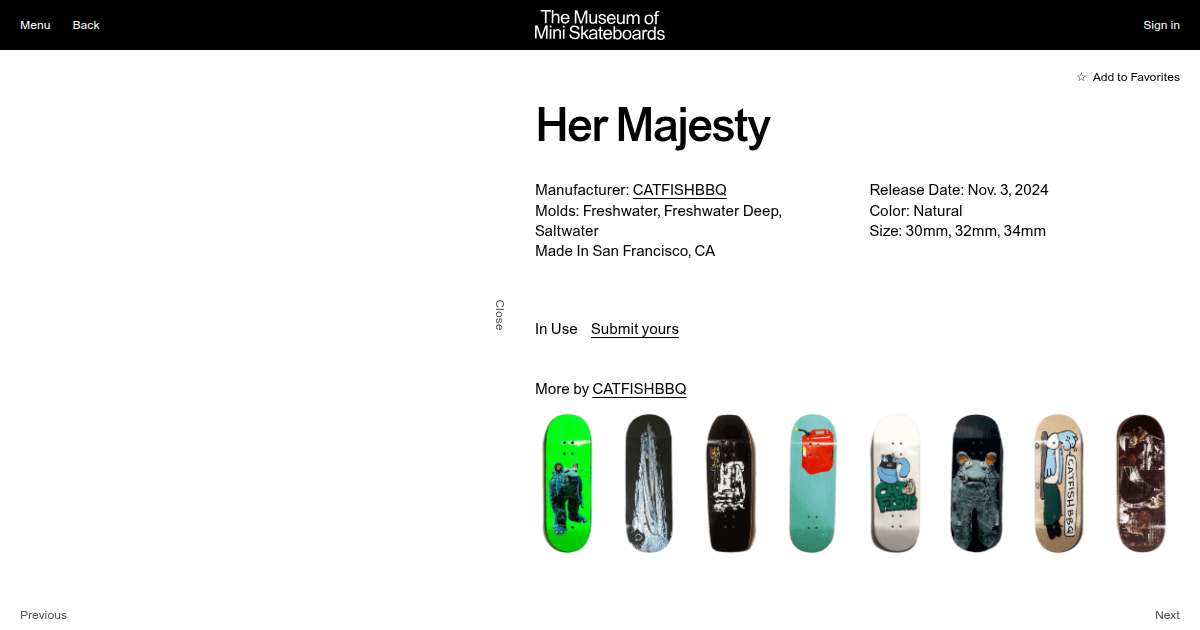 Menu Back
The Museum of
Mini Skateboards
Sign in
☆ Add to Favorites
Her Majesty
Manufacturer: CATFISHBBQ
Molds: Freshwater, Freshwater Deep,
Saltwater
Made In San Francisco, CA
Release Date: Nov. 3, 2024
Color: Natural
Size: 30mm, 32mm, 34mm
Close
In Use Submit yours
More by CATFISHBBQ
CATFISH BBQ
Previous
Next